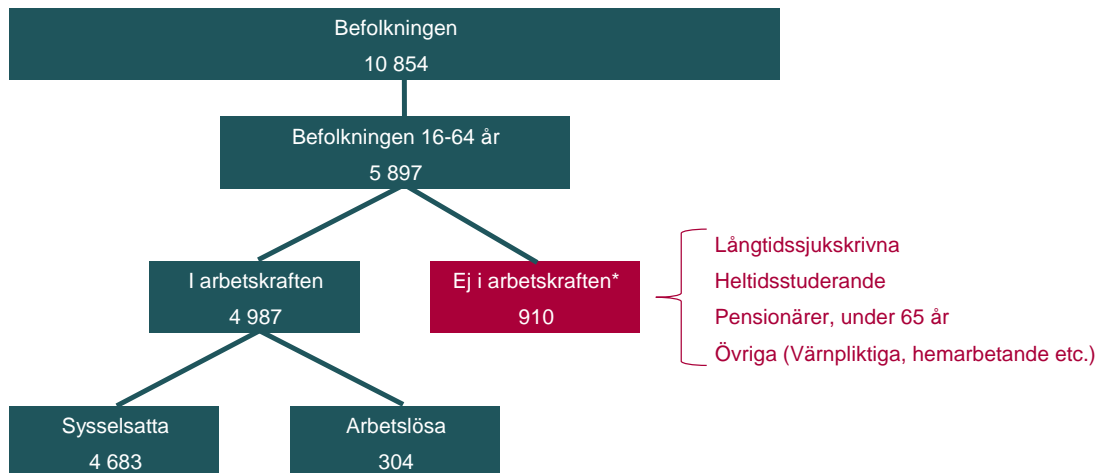 Befolkningen
10 854
Befolkningen 16-64 år
5 897
I arbetskraften
4 987
Ej i arbetskraften*
910
Långtidssjukskrivna
Heltidsstuderande
Pensionärer, under 65 år
Övriga (Värnpliktiga, hemarbetande etc.)
Sysselsatta
4 683
Arbetslösa
304